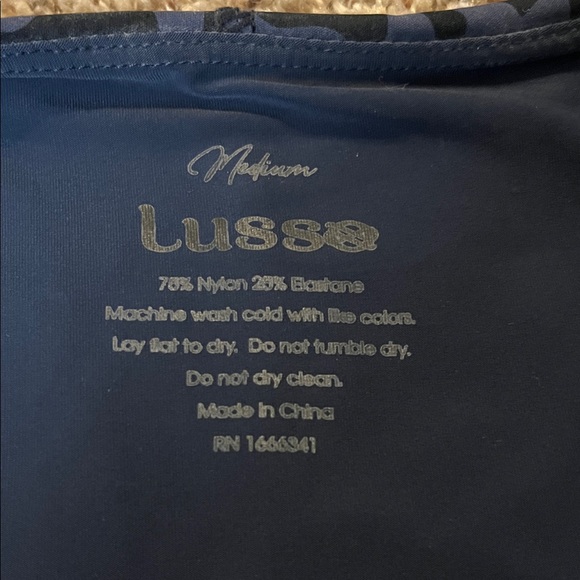 Medium
Lusso
75% Nylon 25% Elastane
Machine wash cold with like colors.
Lay flat to dry. Do not tumble dry.
Do not dry clean.
Made in China
RN 1666341